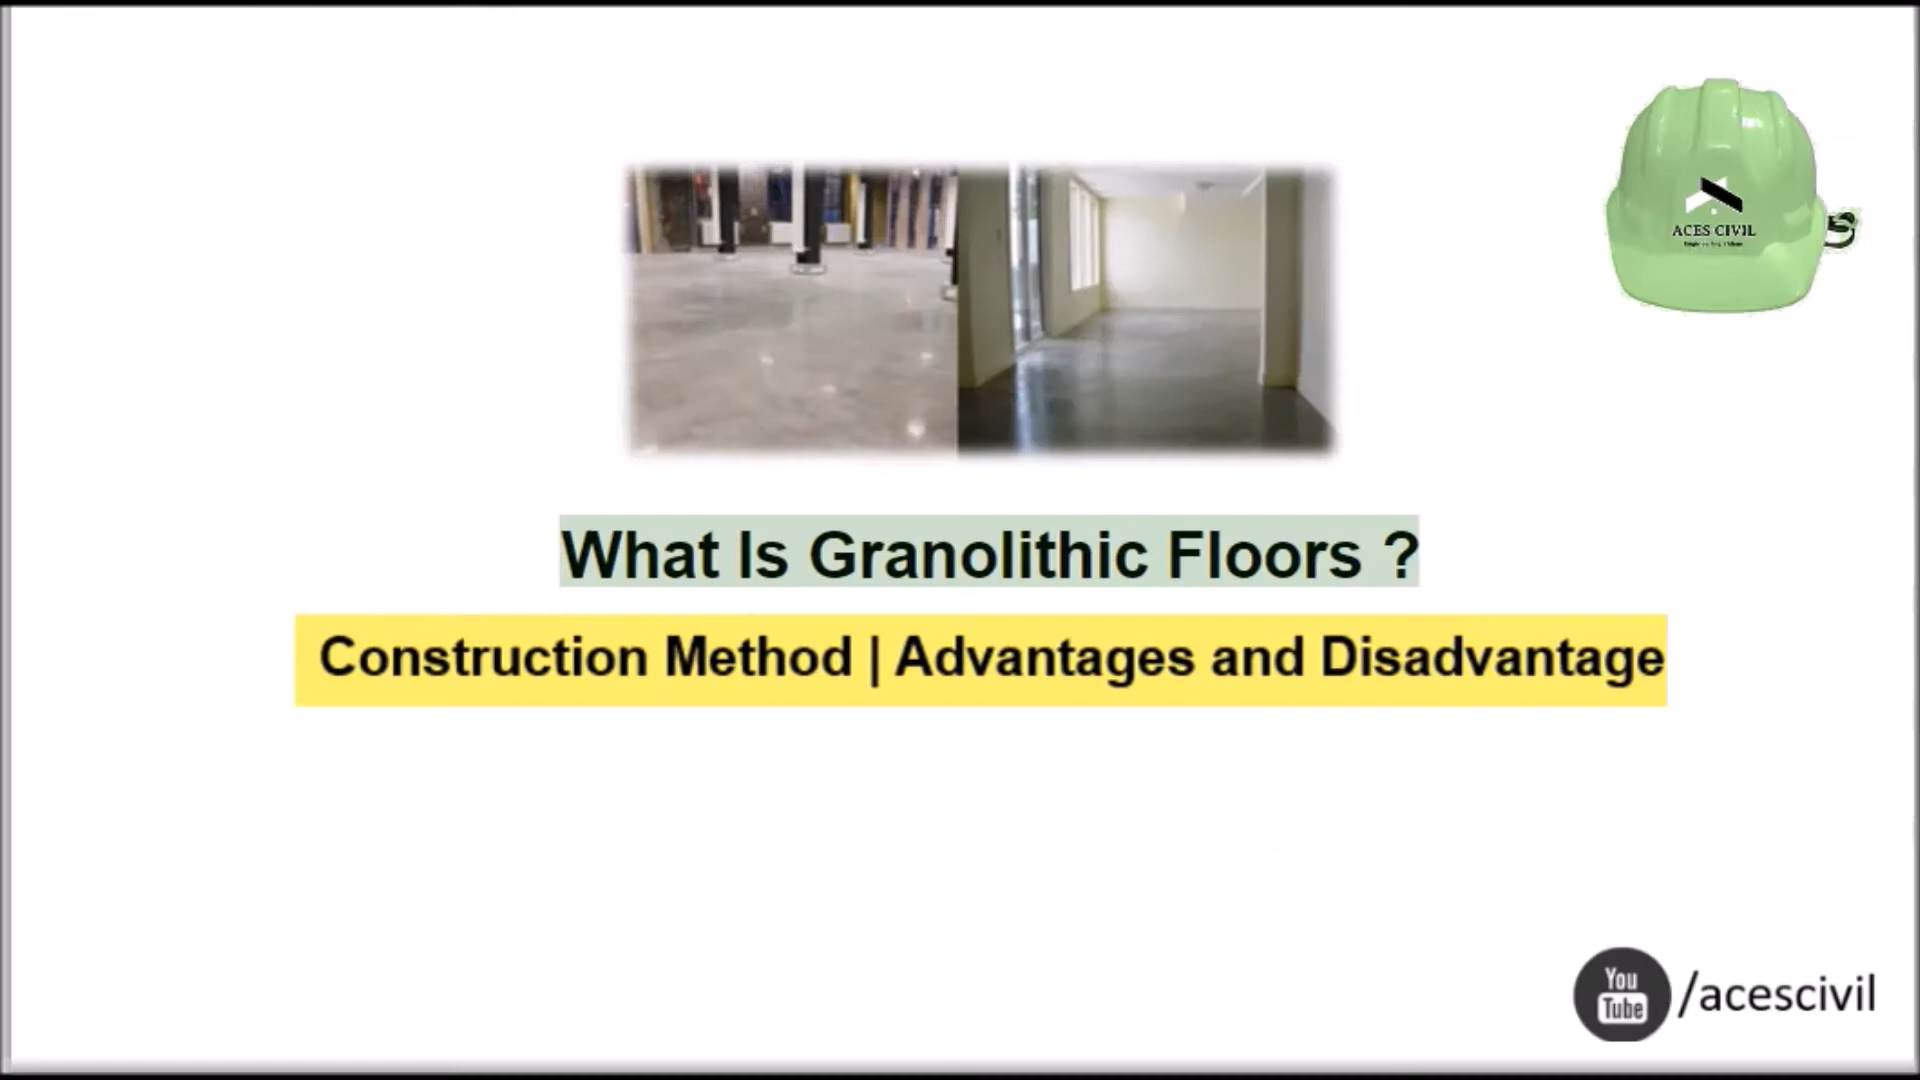 ACES CIVIL
What Is Granolithic Floors ?
Construction Method | Advantages and Disadvantage
You
Tube
/acescivil